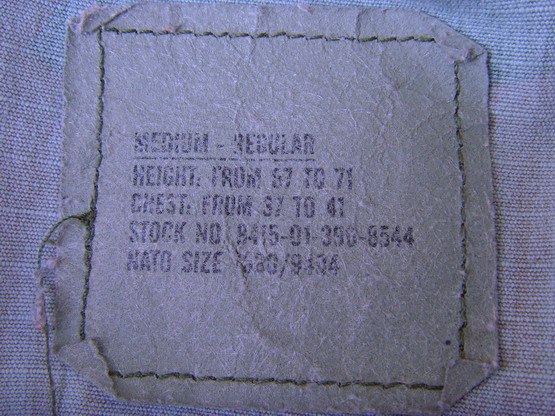 MEDIUM - REGULAR
HEIGHT: FROM 67 TO 71
CHEST: FROM 37 TO 41
STOCK NO. 8415-01-390-8544
NATO SIZE